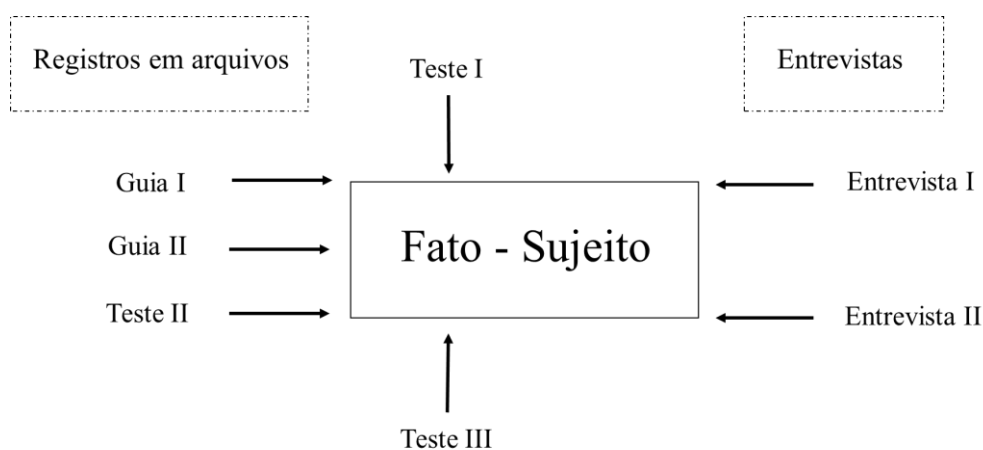 Registros em arquivos
Teste I
Entrevistas
Guia I
Entrevista I
Guia II
Fato - Sujeito
Teste II
Entrevista II
Teste III